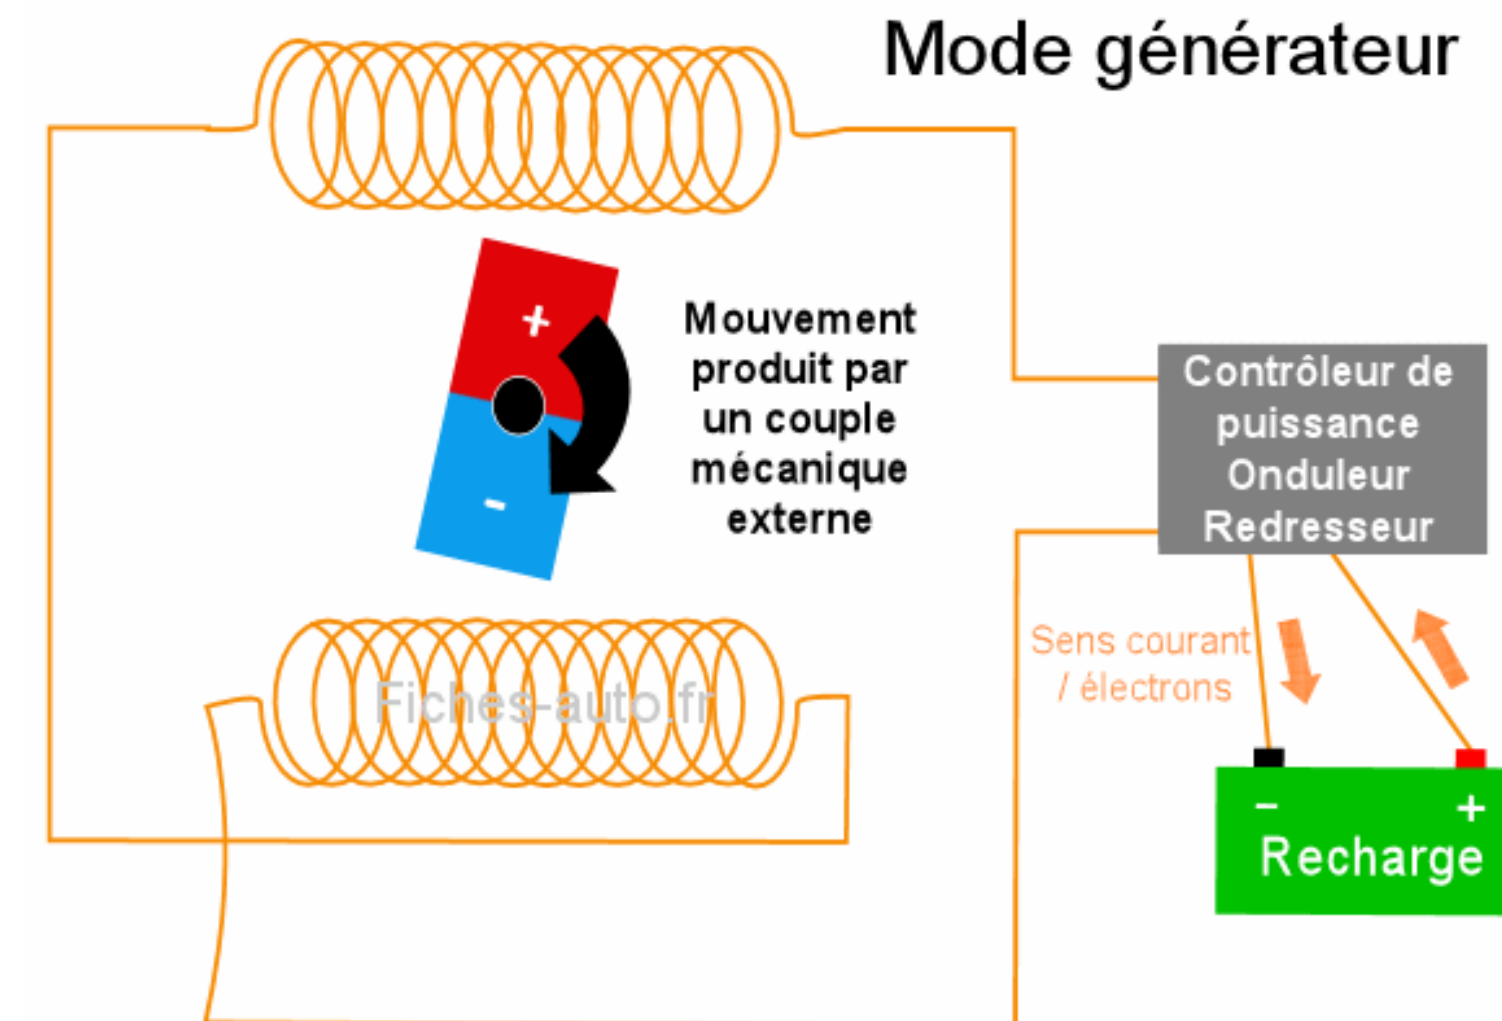 Mode générateur
+
-
Mouvement
produit par
un couple
mécanique
externe
Contrôleur de
puissance
Onduleur
Redresseur
Sens courant
/ électrons
Fiches-auto.fr
- +
Recharge